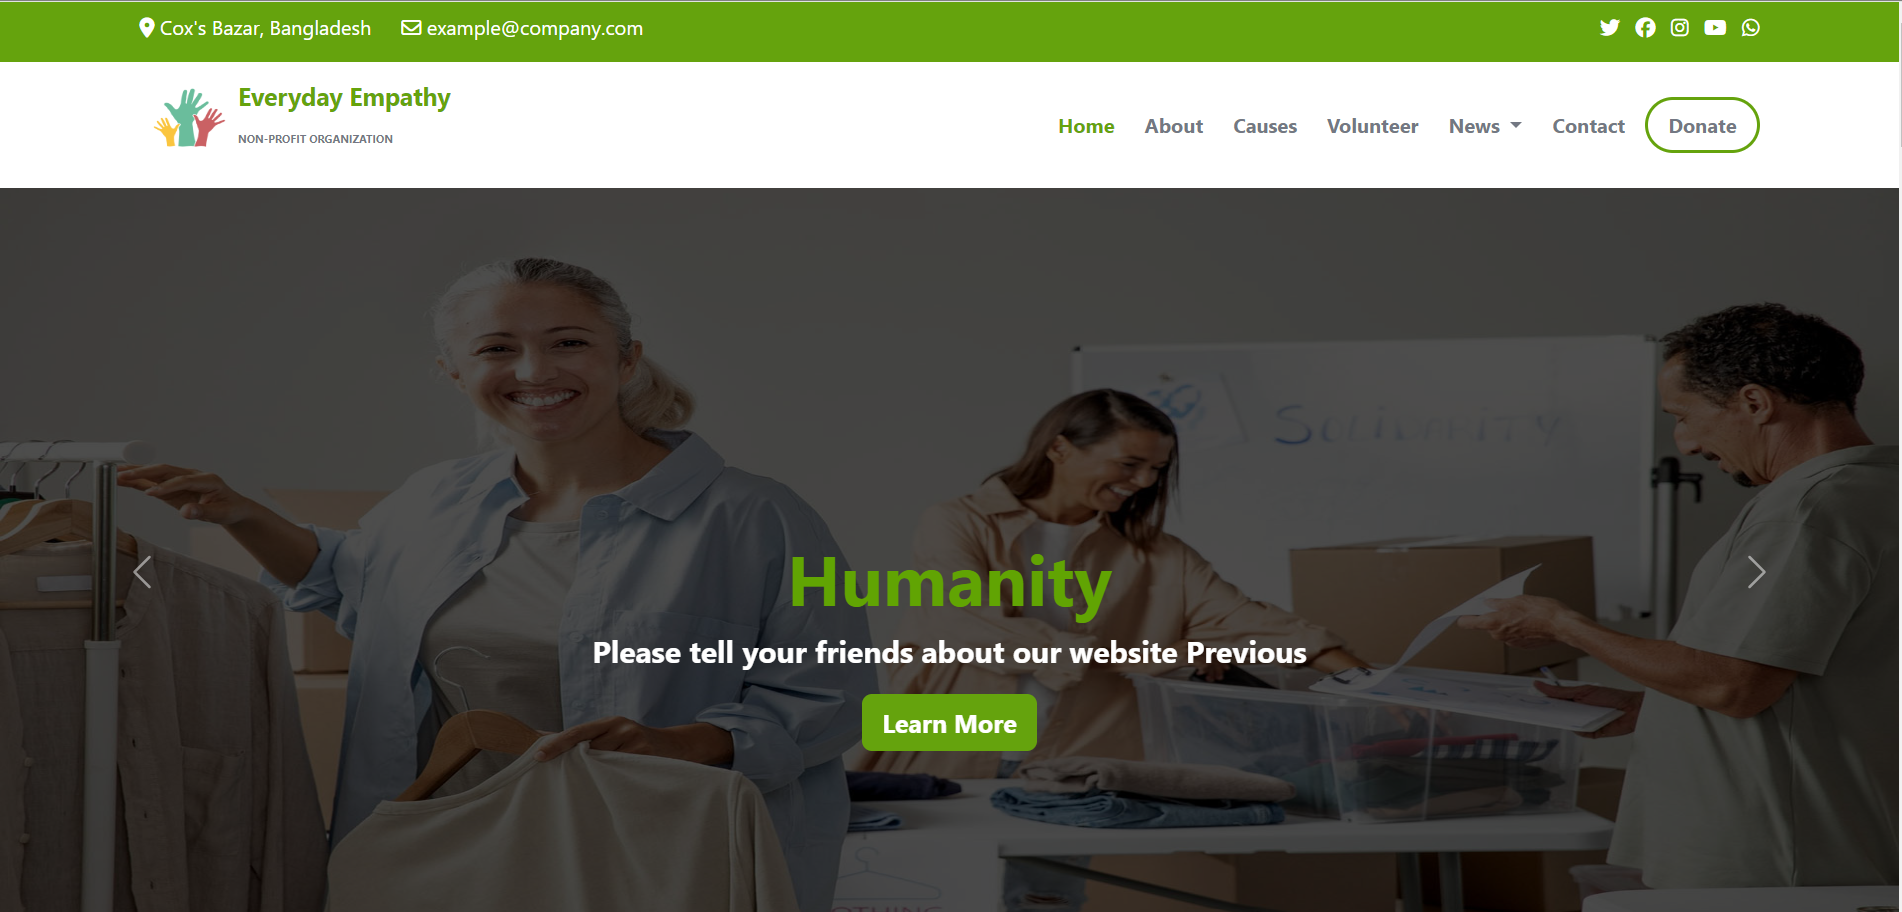 Cox's Bazar, Bangladesh example@company.com
Everyday Empathy
NON-PROFIT ORGANIZATION
Home About Causes Volunteer News Contact Donate
SOLIDARITY
Humanity
Please tell your friends about our website Previous
Learn More